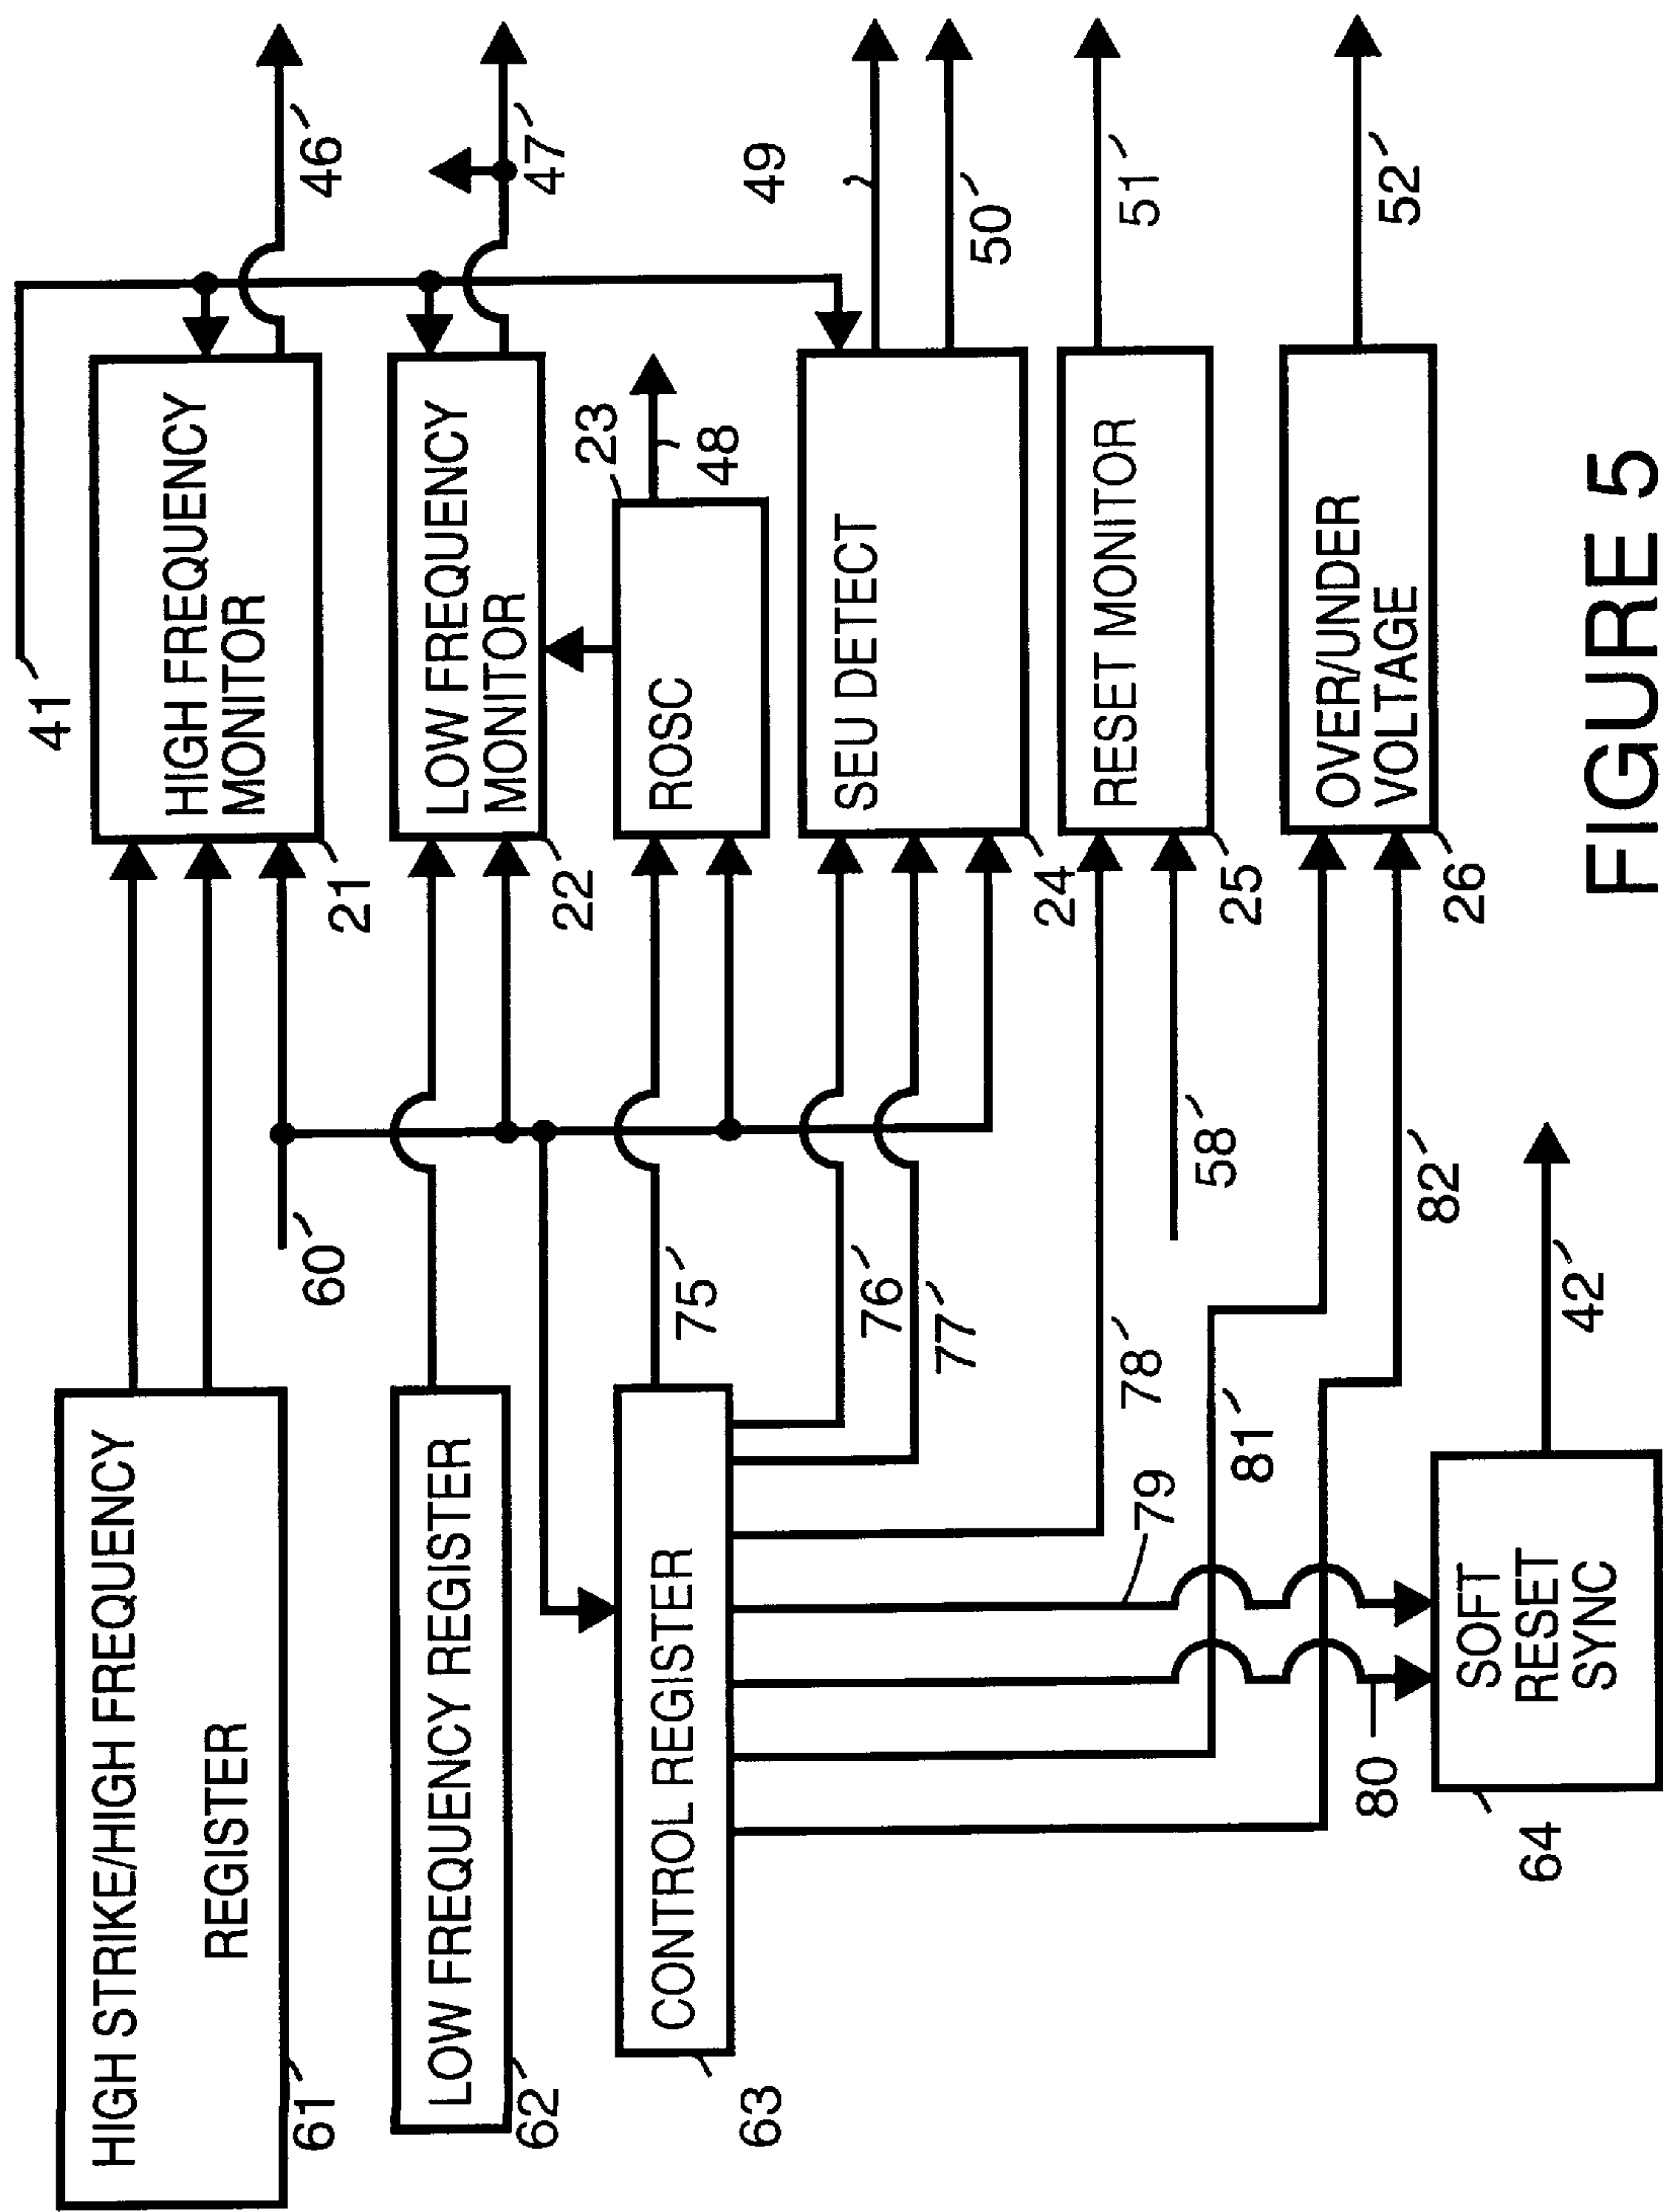 41
HIGH STRIKE/HIGH FREQUENCY
REGISTER
61
HIGH FREQUENCY
MONITOR
21
46
60
LOW FREQUENCY REGISTER
62
LOW FREQUENCY
MONITOR
22
47
CONTROL REGISTER
63
75
ROSC
23
48
76
77
SEU DETECT
24
49
50
78
79
58
RESET MONITOR
25
51
81
82
80
OVER/UNDER
VOLTAGE
26
52
SOFT
RESET
SYNC
64
42
FIGURE 5